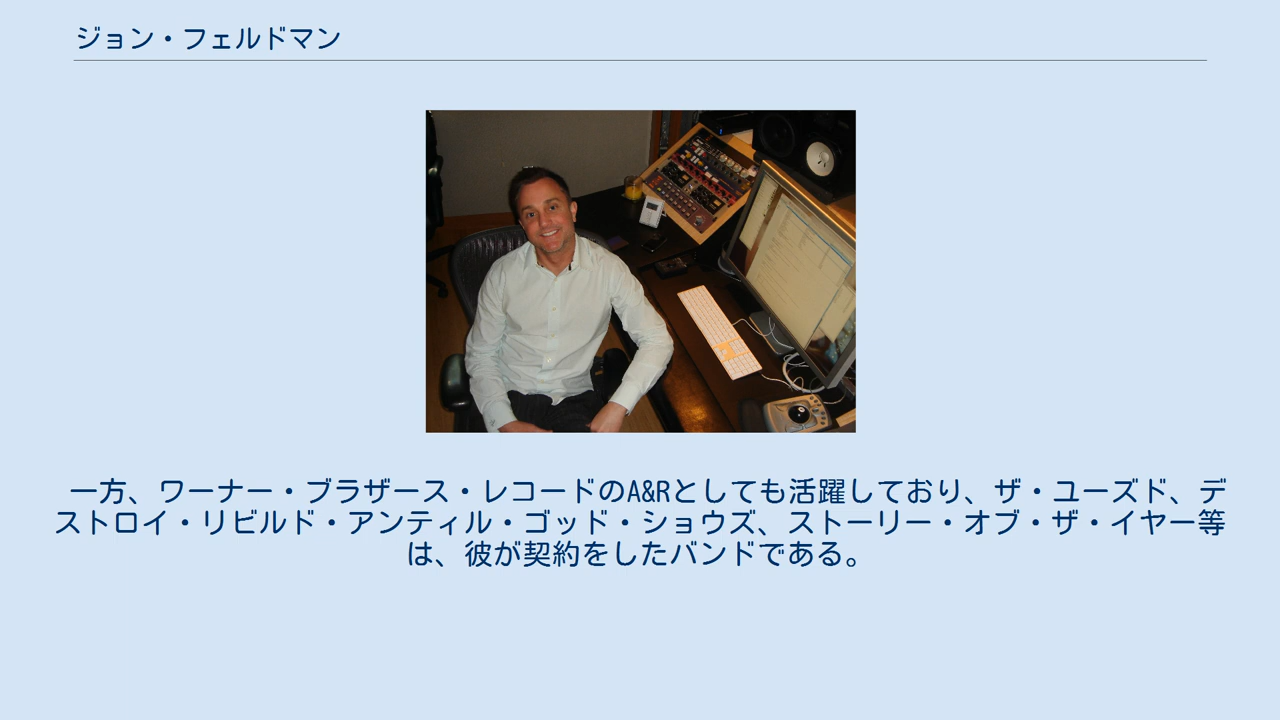 ジョン・フェルドマン
一方、ワーナー・ブラザース・レコードのA&Rとしても活躍しており、ザ・ユーズド、デ
ストロイ・リビルド・アンティル・ゴッド・ショウズ、ストーリー・オブ・ザ・イヤー等
は、彼が契約をしたバンドである。